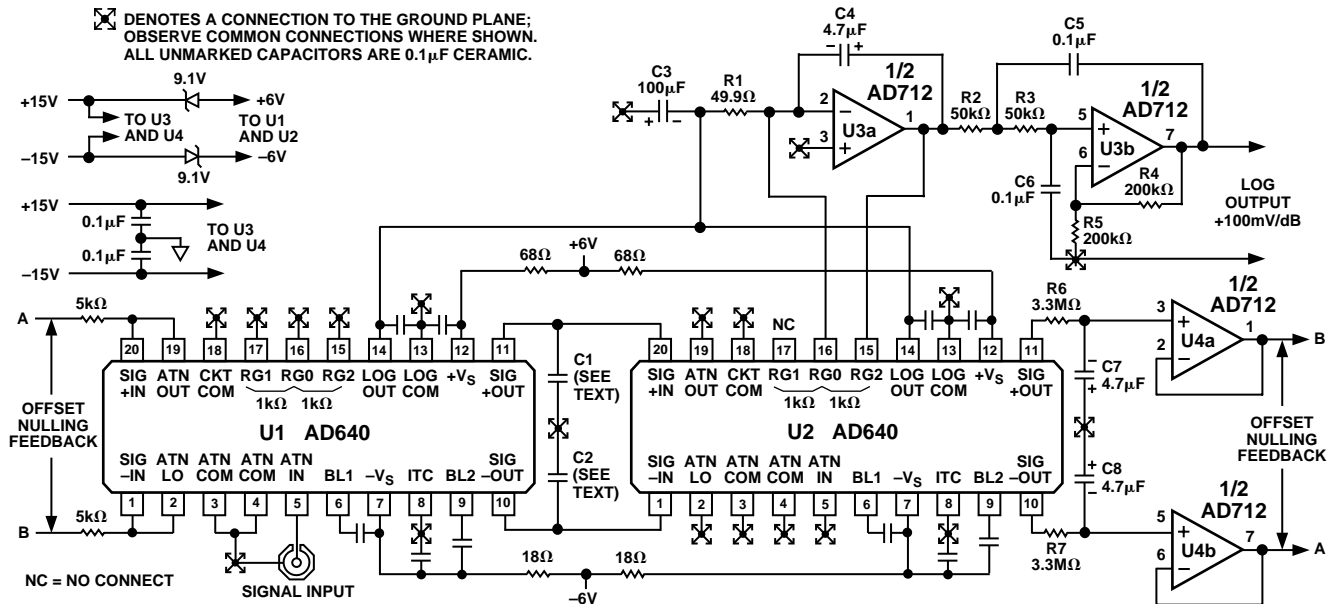 DENOTES A CONNECTION TO THE GROUND PLANE;
OBSERVE COMMON CONNECTIONS WHERE SHOWN.
ALL UNMARKED CAPACITORS ARE 0.1µF CERAMIC.
9.1V
+15V
+6V
TO U3
AND U4
TO U1
AND U2
–15V
–6V
9.1V
+15V
0.1µF
TO U3
AND U4
0.1µF
–15V
C3
100µF
+ –
R1
49.9Ω
C4
4.7µF
– +
1/2
AD712
2
–
3
+
1
U3a
R2
50kΩ
R3
50kΩ
C5
0.1µF
1/2
AD712
5
+
6
–
7
U3b
C6
0.1µF
R4
200kΩ
R5
200kΩ
LOG
OUTPUT
+100mV/dB
68Ω
+6V
68Ω
A
5kΩ
OFFSET
NULLING
FEEDBACK
B
5kΩ
20 19 18 17 16 15 14 13 12 11
SIG
+IN
ATN
OUT
CKT
COM
RG1
RG0
RG2
LOG
OUT
LOG
COM
+VS
SIG
+OUT
1kΩ 1kΩ
U1 AD640
SIG
–IN
ATN
LO
ATN
COM
ATN
COM
ATN
IN
BL1
–VS
ITC
BL2
SIG
–OUT
1 2 3 4 5 6 7 8 9 10
SIGNAL INPUT
NC = NO CONNECT
C1
(SEE
TEXT)
C2
(SEE
TEXT)
18Ω
–6V
18Ω
NC
20 19 18 17 16 15 14 13 12 11
SIG
+IN
ATN
OUT
CKT
COM
RG1
RG0
RG2
LOG
OUT
LOG
COM
+VS
SIG
+OUT
1kΩ 1kΩ
U2 AD640
SIG
–IN
ATN
LO
ATN
COM
ATN
COM
ATN
IN
BL1
–VS
ITC
BL2
SIG
–OUT
1 2 3 4 5 6 7 8 9 10
R6
3.3MΩ
–
C7
4.7µF
+
+
C8
4.7µF
–
R7
3.3MΩ
1/2
AD712
3
+
2
–
1
U4a
B
OFFSET
NULLING
FEEDBACK
1/2
AD712
5
+
6
–
7
U4b
A